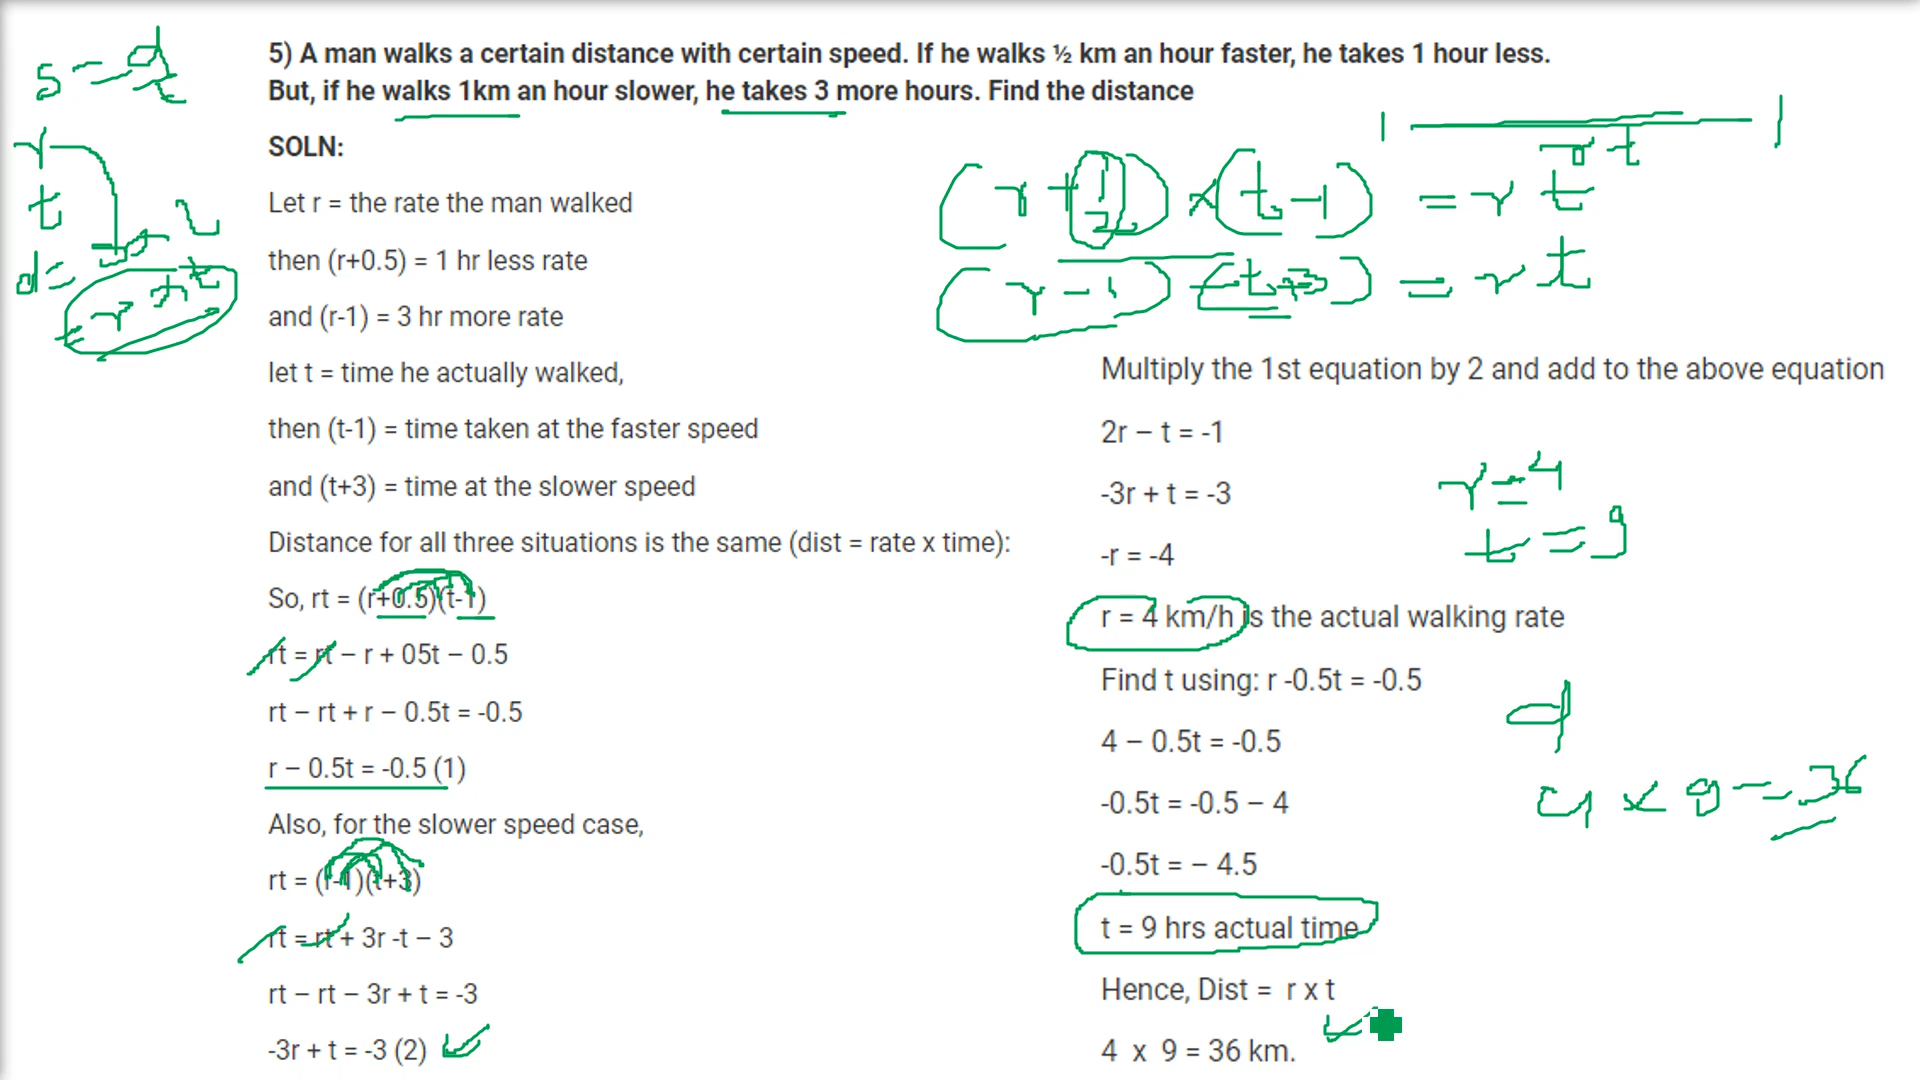 5) A man walks a certain distance with certain speed. If he walks ½ km an hour faster, he takes 1 hour less.
But, if he walks 1km an hour slower, he takes 3 more hours. Find the distance
SOLN:
Let r = the rate the man walked
then (r+0.5) = 1 hr less rate
and (r-1) = 3 hr more rate
let t = time he actually walked,
then (t-1) = time taken at the faster speed
and (t+3) = time at the slower speed
Distance for all three situations is the same (dist = rate x time):
So, rt = (r+0.5)(t-1)
rt = rt – r + 05t – 0.5
rt – rt + r – 0.5t = -0.5
r – 0.5t = -0.5 (1)
Also, for the slower speed case,
rt = (r-1)(t+3)
rt = rt + 3r -t – 3
rt – rt – 3r + t = -3
-3r + t = -3 (2)
s = d/t
r
t
d =
r × t
r t
(r + 1/2) × (t - 1) = r t
(r - 1) (t + 3) = r t
Multiply the 1st equation by 2 and add to the above equation
2r – t = -1
-3r + t = -3
-r = -4
r = 4 km/h is the actual walking rate
Find t using: r -0.5t = -0.5
4 – 0.5t = -0.5
-0.5t = -0.5 – 4
-0.5t = – 4.5
t = 9 hrs actual time
Hence, Dist = r x t
4 x 9 = 36 km.
r = 4
t = 9
d
4 × 9 = 36